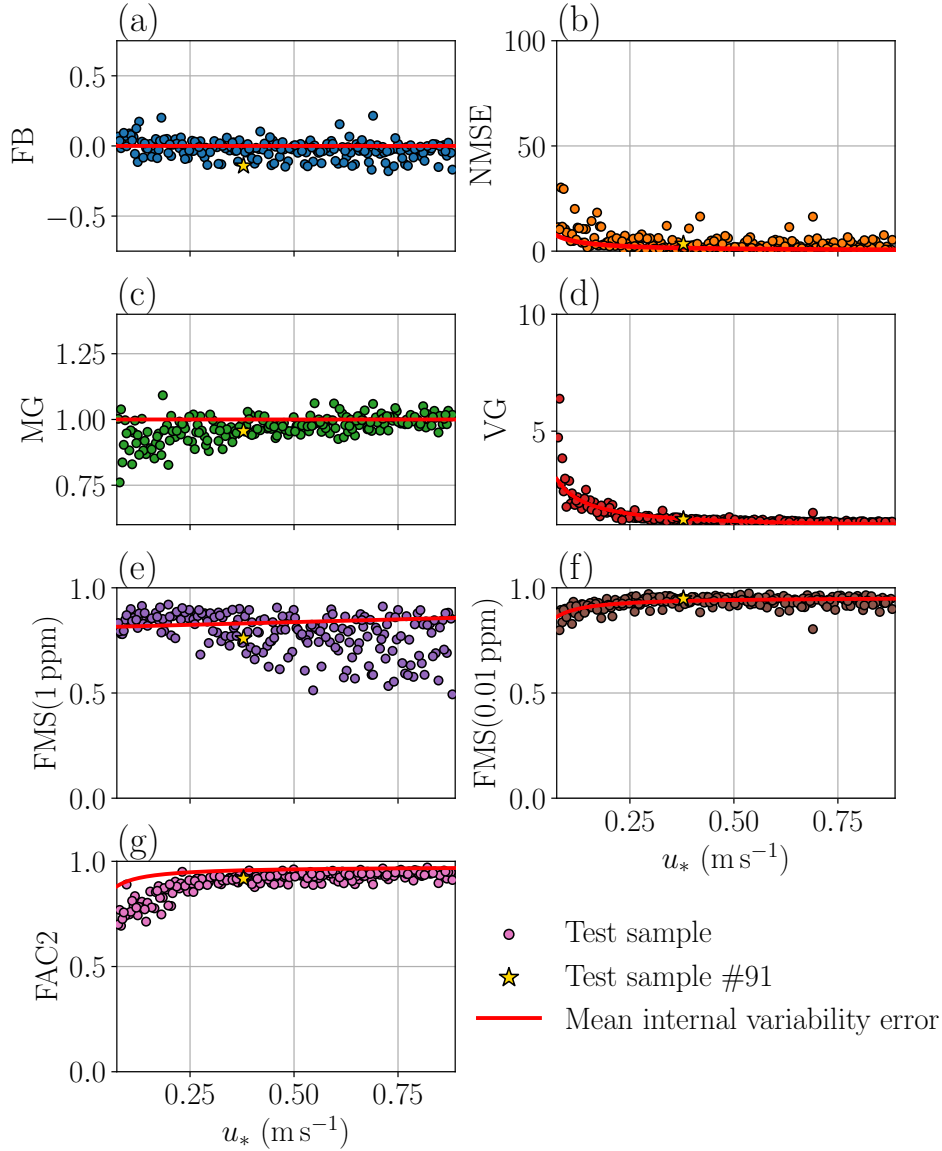 (a)
FB
0.5
0.0
−0.5
(b)
NMSE
100
50
0
(c)
MG
1.25
1.00
0.75
(d)
VG
10
5
(e)
FMS(1 ppm)
1.0
0.5
0.0
(f)
FMS(0.01 ppm)
1.0
0.5
0.0
0.25 0.50 0.75
u* (m s⁻¹)
(g)
FAC2
1.0
0.5
0.0
0.25 0.50 0.75
u* (m s⁻¹)
Test sample
Test sample #91
Mean internal variability error